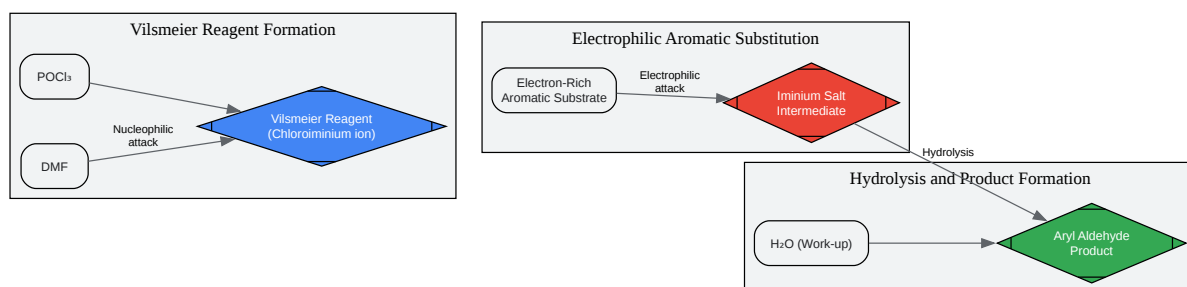 Vilsmeier Reagent Formation
POCl₃
Nucleophilic
attack
DMF
Vilsmeier Reagent
(Chloroiminium ion)
Electrophilic Aromatic Substitution
Electron-Rich
Aromatic Substrate
Electrophilic
attack
Iminium Salt
Intermediate
Hydrolysis
Hydrolysis and Product Formation
H₂O (Work-up)
Aryl Aldehyde
Product